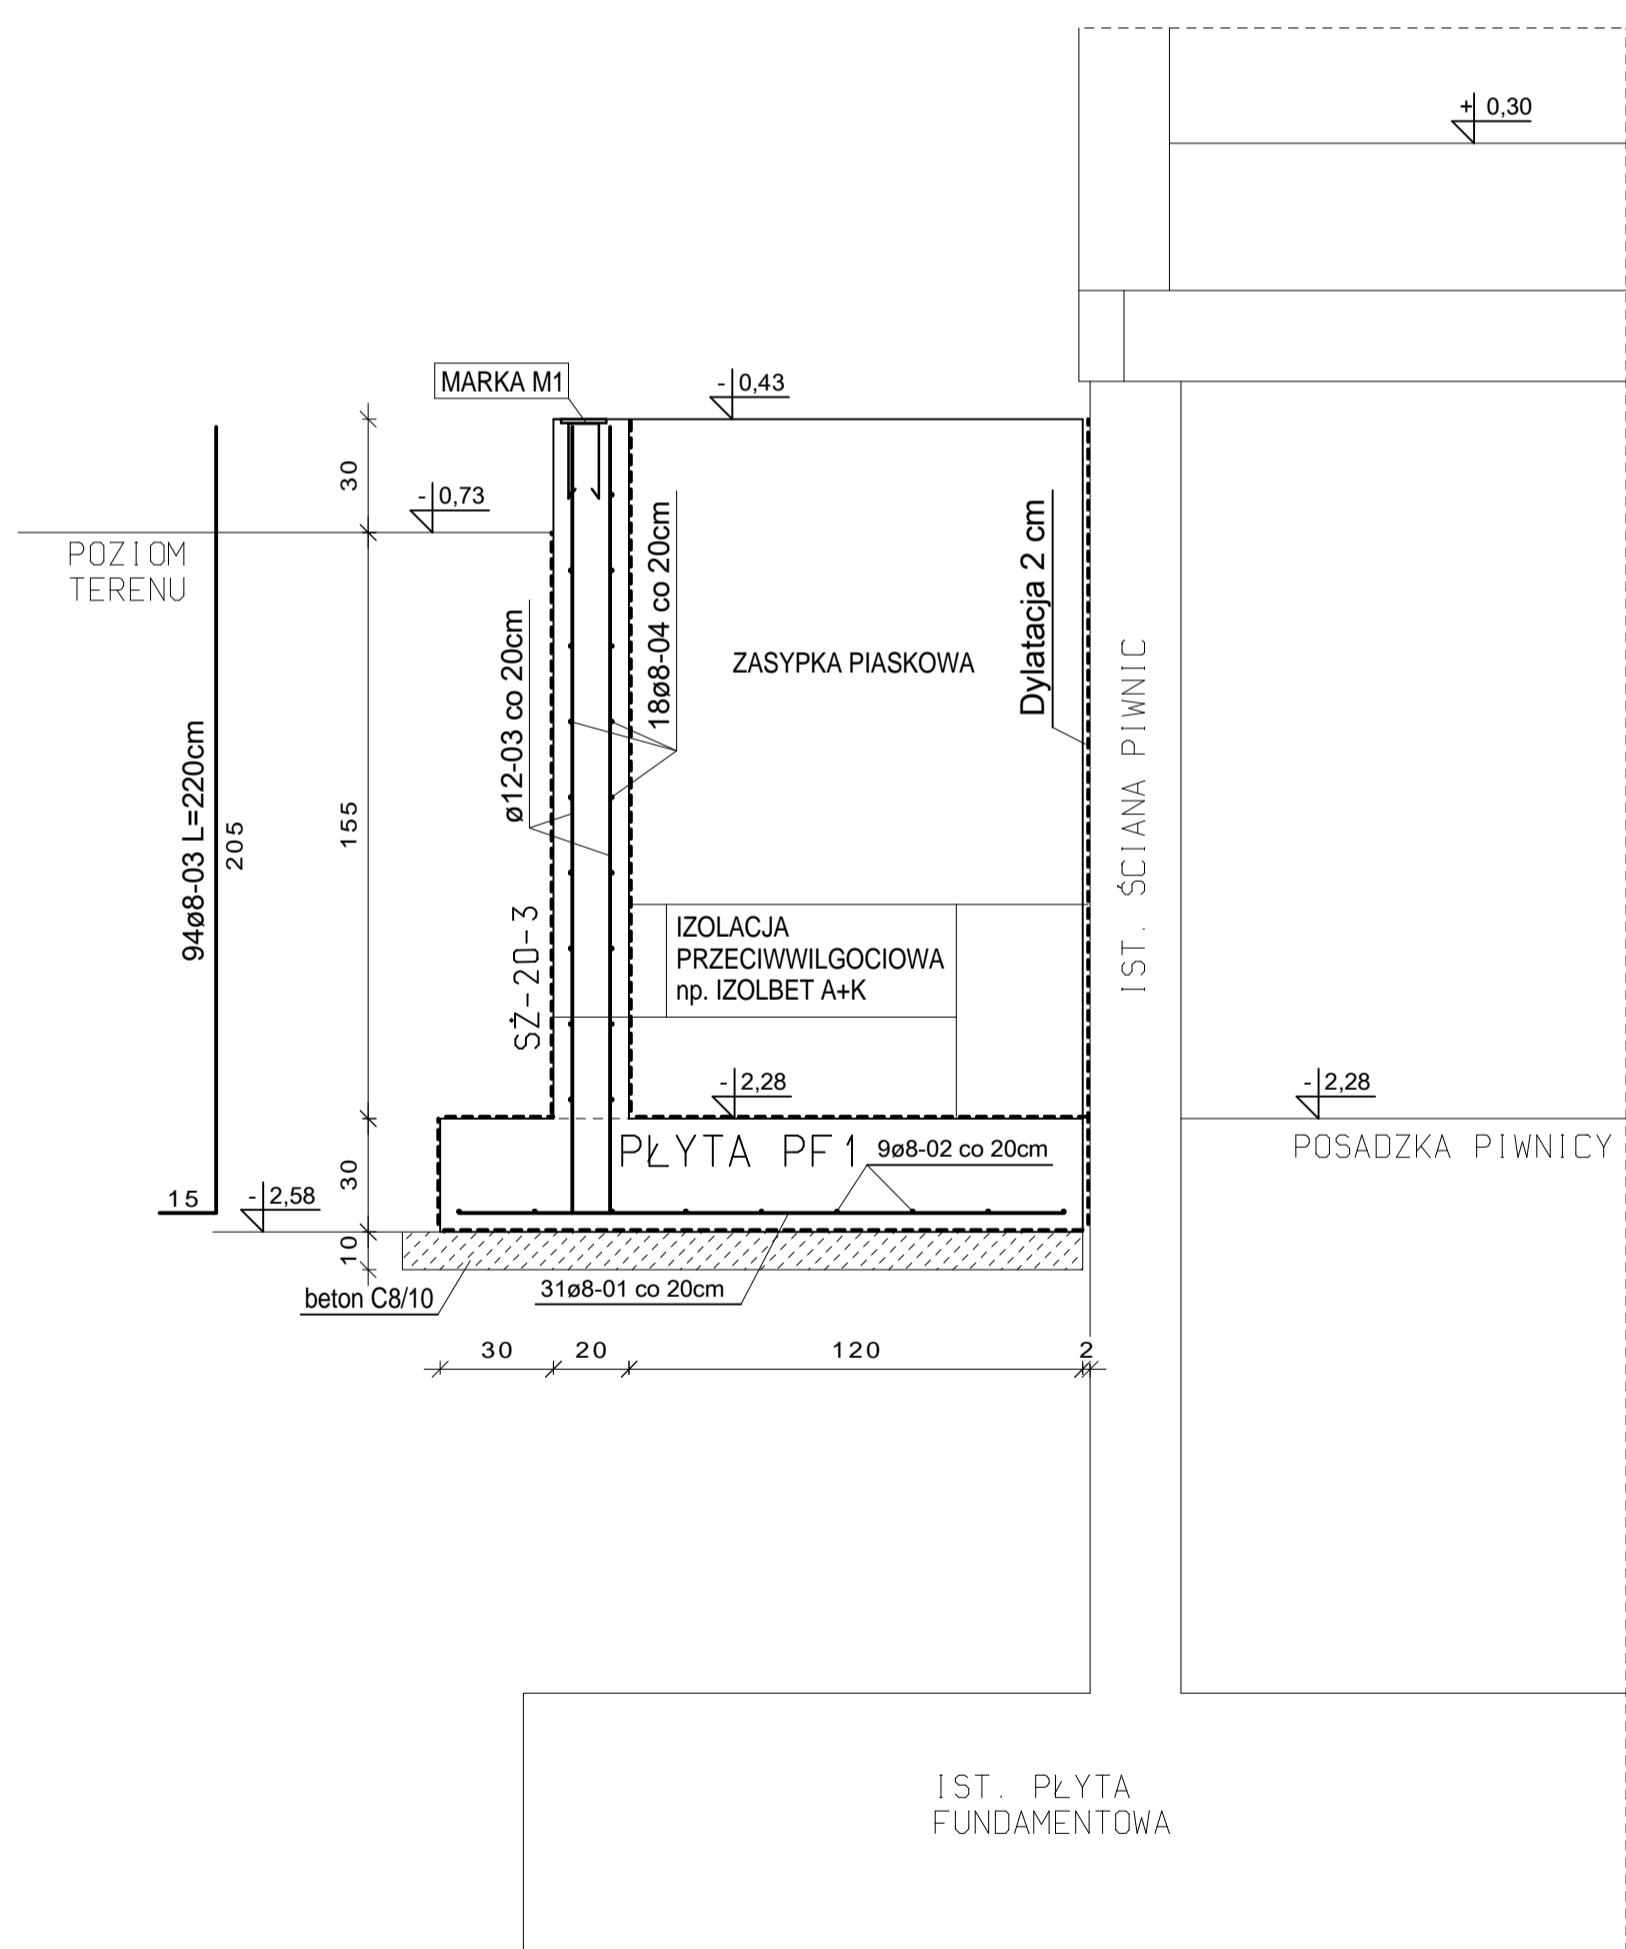 + 0,30
MARKA M1
- 0,43
30
- 0,73
POZIOM
TERENU
94ø8-03 L=220cm
205
15
155
ø12-03 co 20cm
18ø8-04 co 20cm
ZASYPKA PIASKOWA
Dylatacja 2 cm
IST. ŚCIANA PIWNIC
SŻ-20-3
IZOLACJA
PRZECIWWILGOCIOWA
np. IZOLBET A+K
- 2,28
- 2,28
PŁYTA PF1
9ø8-02 co 20cm
POSADZKA PIWNICY
30
- 2,58
10
beton C8/10
31ø8-01 co 20cm
30 20 120 2
IST. PŁYTA
FUNDAMENTOWA